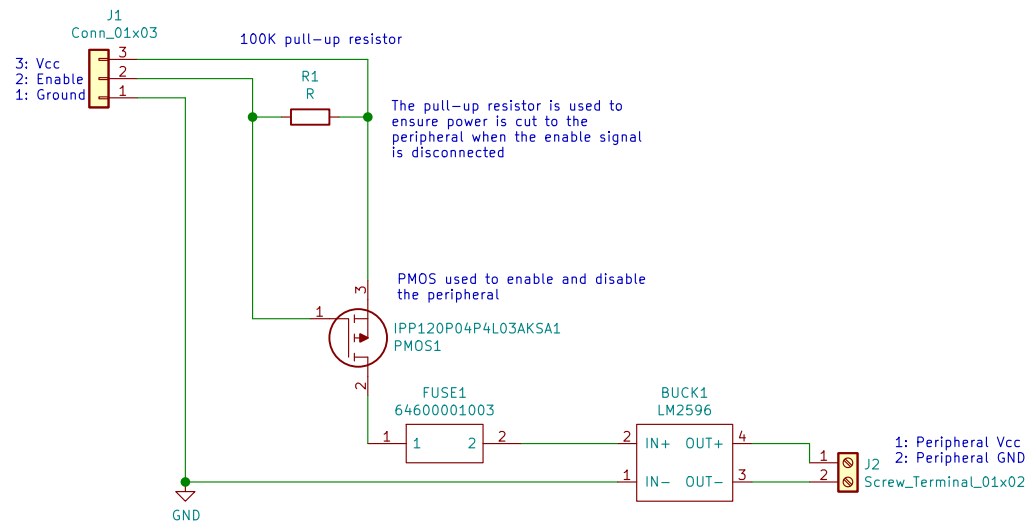 J1
Conn_01x03
3: Vcc
2: Enable
1: Ground
3
2
1
100K pull-up resistor
R1
R
The pull-up resistor is used to
ensure power is cut to the
peripheral when the enable signal
is disconnected
PMOS used to enable and disable
the peripheral
3
1
IPP120P04P4L03AKSA1
PMOS1
2
FUSE1
64600001003
1
1
2
2
BUCK1
LM2596
2
IN+
OUT+
4
1
IN-
OUT-
3
1: Peripheral Vcc
2: Peripheral GND
1
2
J2
Screw_Terminal_01x02
GND